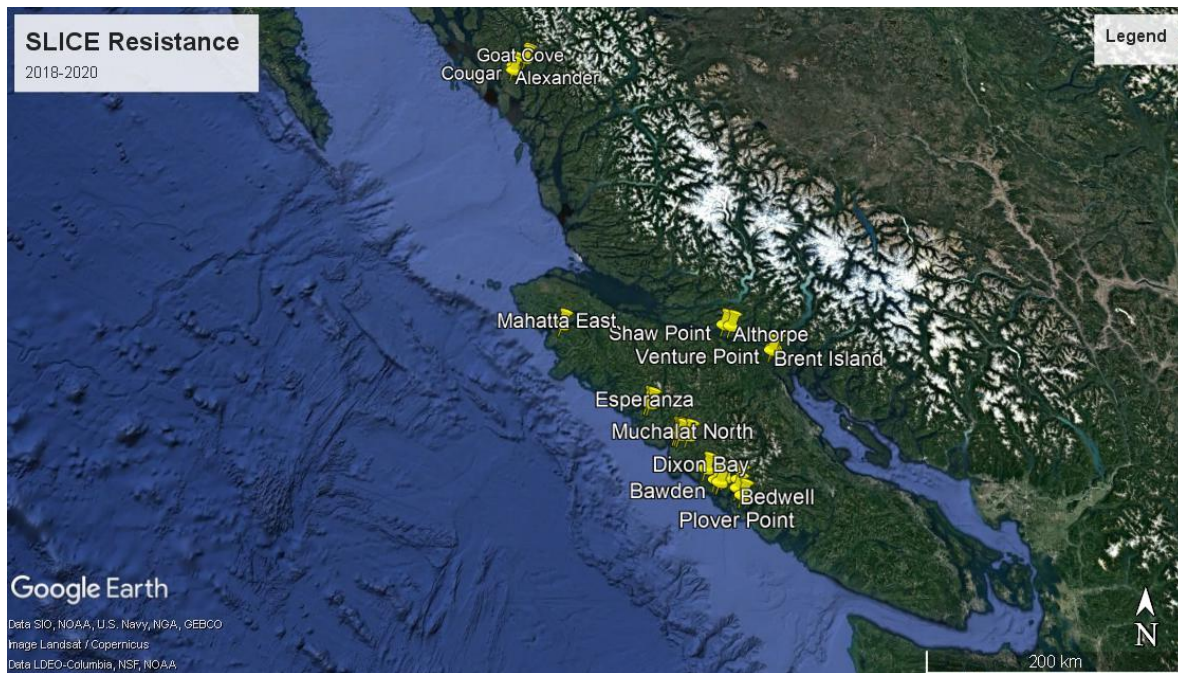 SLICE Resistance
2018-2020
Legend
Goat Cove
Cougar
Alexander
Mahatta East
Shaw Point
Althorpe
Venture Point
Brent Island
Esperanza
Muchalat North
Dixon Bay
Bawden
Bedwell
Plover Point
Google Earth
Data SIO, NOAA, U.S. Navy, NGA, GEBCO
Image Landsat / Copernicus
Data LDEO-Columbia, NSF, NOAA
N
200 km